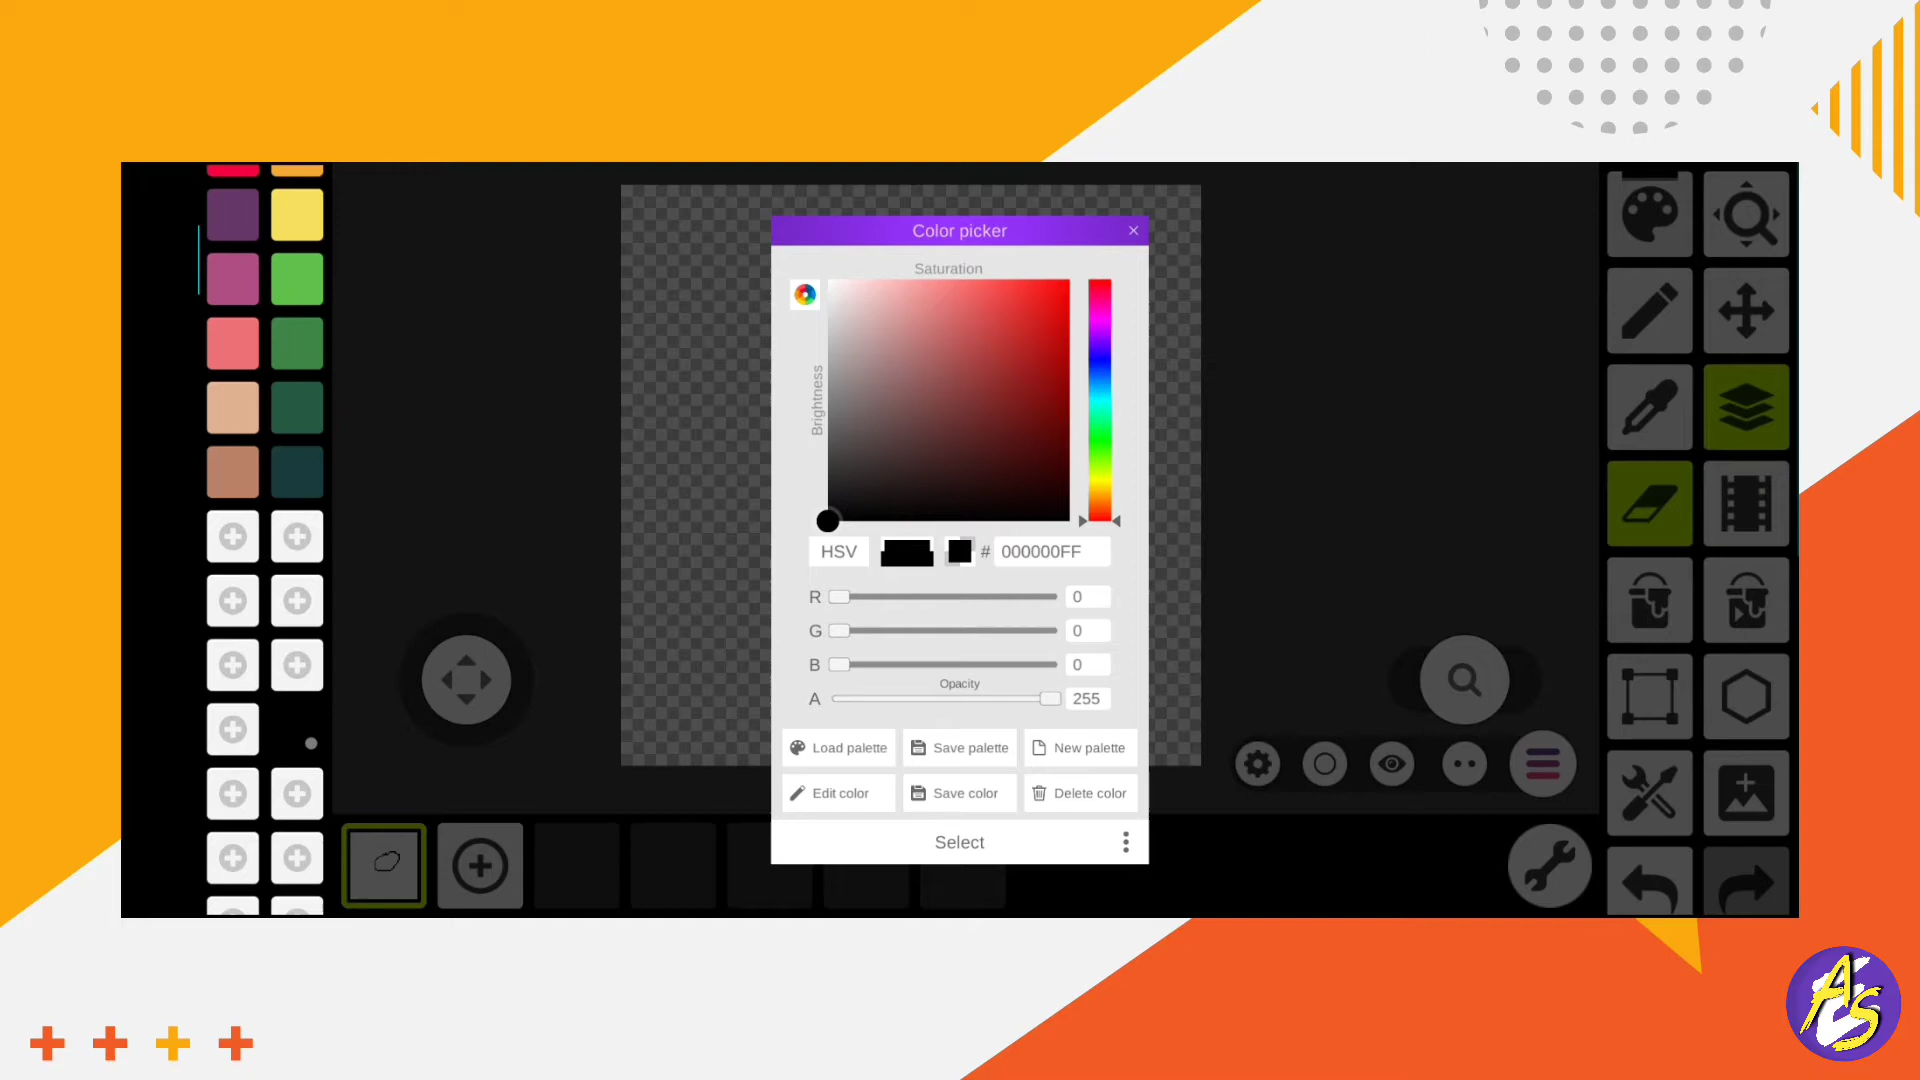 Color picker
Saturation
Brightness
HSV
# 000000FF
R 0
G 0
B 0
Opacity
A 255
Load palette Save palette New palette
Edit color Save color Delete color
Select
AS